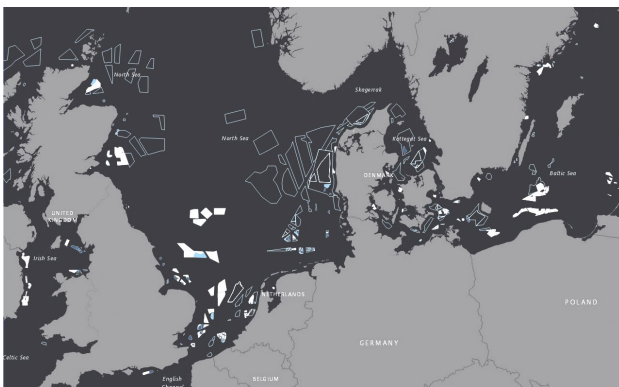 North Sea
Skagerrak
North Sea
Kattegat Sea
DENMARK
Baltic Sea
UNITED
KINGDOM
Irish Sea
NETHERLANDS
POLAND
GERMANY
Celtic Sea
English
Channel
BELGIUM